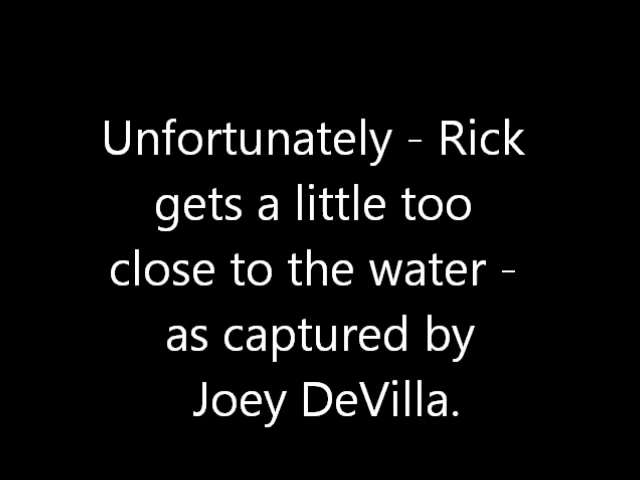 Unfortunately - Rick
gets a little too
close to the water -
as captured by
Joey DeVilla.